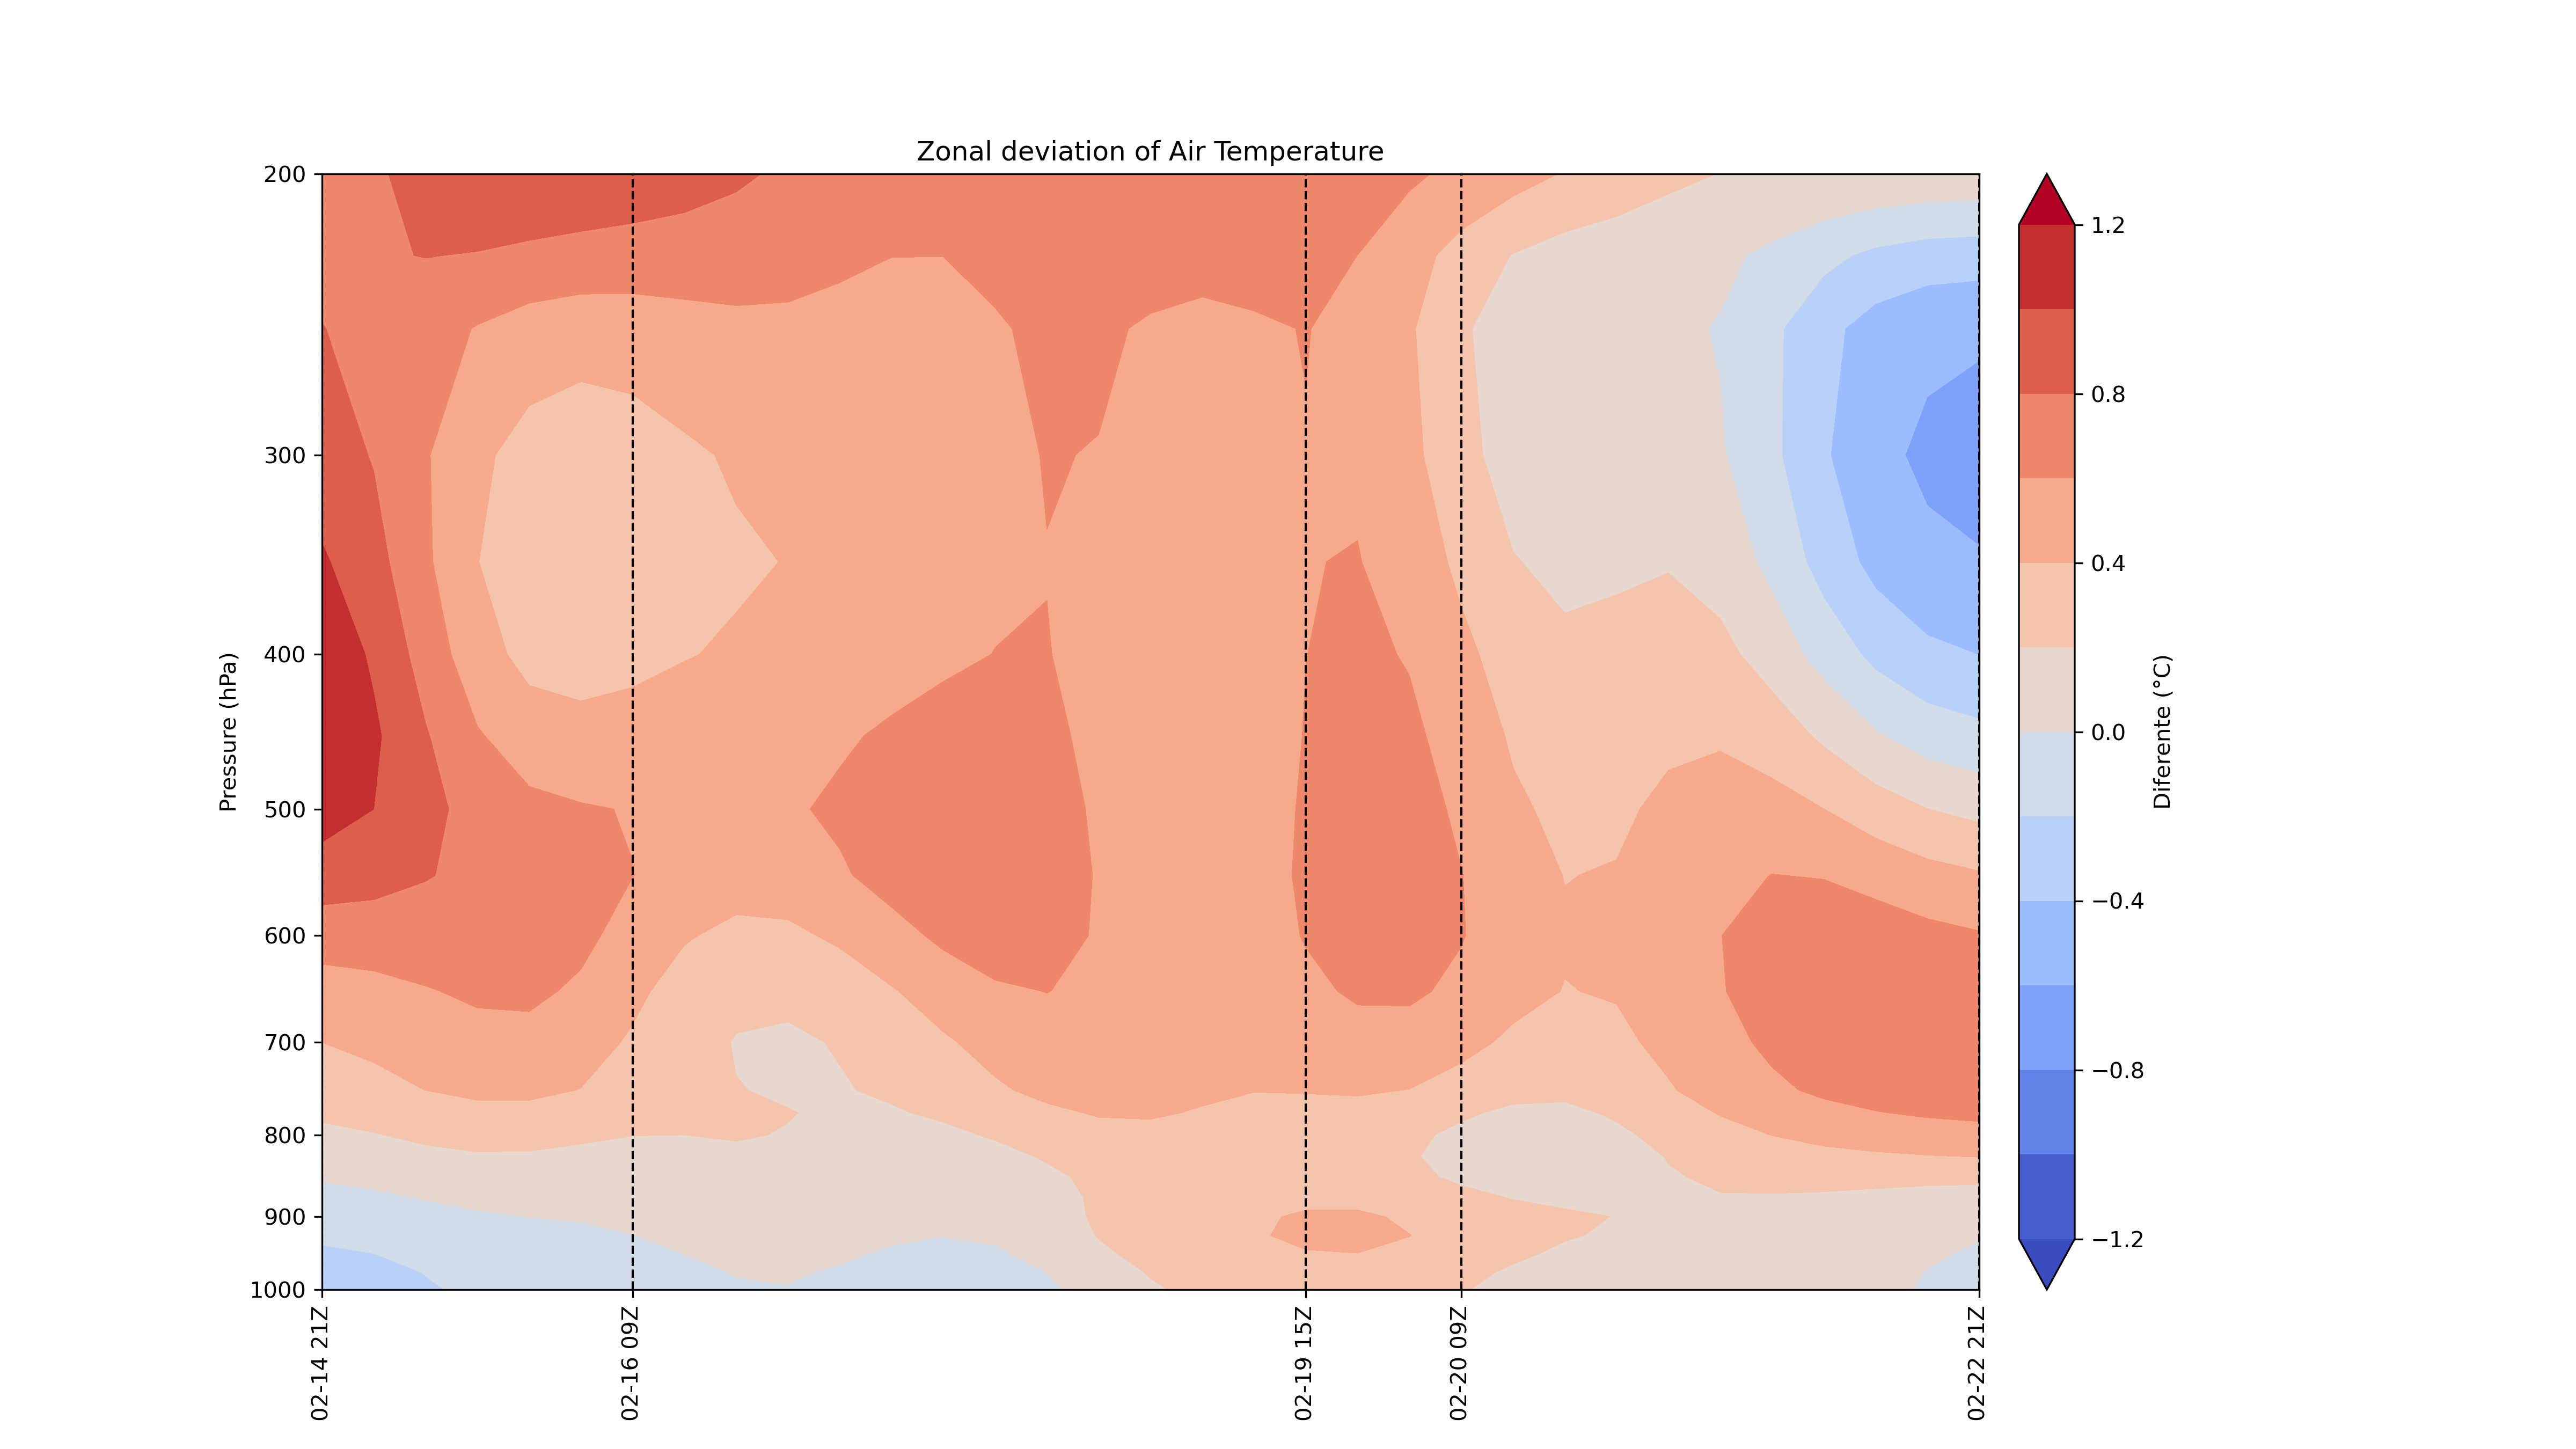 Zonal deviation of Air Temperature
200
300
400
500
600
700
800
900
1000
Pressure (hPa)
02-14 21Z
02-16 09Z
02-19 15Z
02-20 09Z
02-22 21Z
1.2
0.8
0.4
0.0
−0.4
−0.8
−1.2
Diferente (°C)